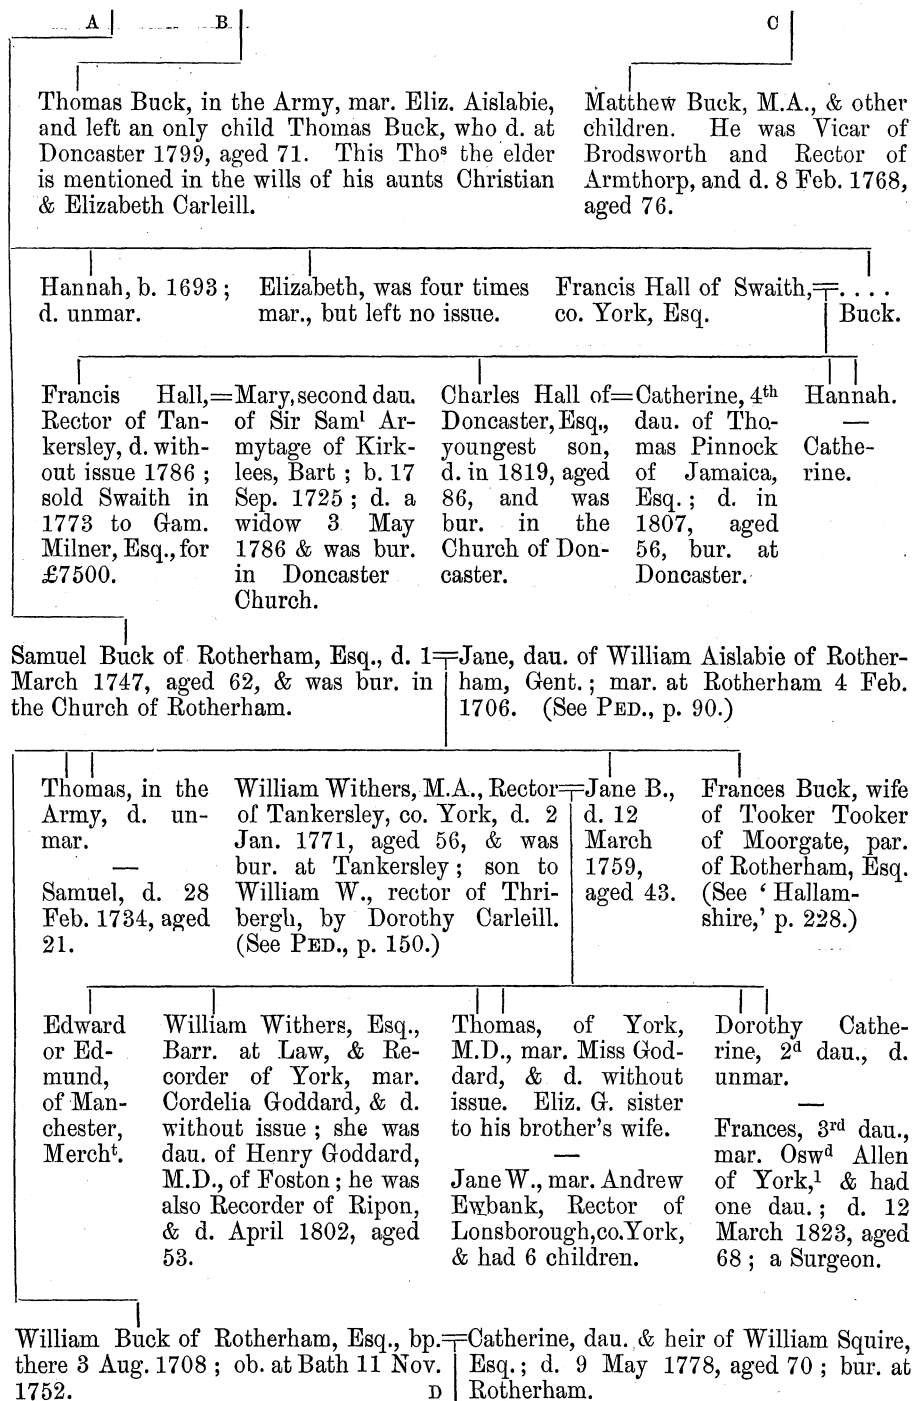 A B C
Thomas Buck, in the Army, mar. Eliz. Aislabie,
and left an only child Thomas Buck, who d. at
Doncaster 1799, aged 71. This Thoˢ the elder
is mentioned in the wills of his aunts Christian
& Elizabeth Carleill.
Matthew Buck, M.A., & other
children. He was Vicar of
Brodsworth and Rector of
Armthorp, and d. 8 Feb. 1768,
aged 76.
Hannah, b. 1693 ;
d. unmar.
Elizabeth, was four times
mar., but left no issue.
Francis Hall of Swaith,=. . . .
co. York, Esq.
Buck.
Francis Hall,=
Rector of Tan-
kersley, d. with-
out issue 1786 ;
sold Swaith in
1773 to Gam.
Milner, Esq., for
£7500.
Mary, second dau.
of Sir Samˡ Ar-
mytage of Kirk-
lees, Bart ; b. 17
Sep. 1725 ; d. a
widow 3 May
1786 & was bur.
in Doncaster
Church.
Charles Hall of=
Doncaster, Esq.,
youngest son,
d. in 1819, aged
86, and was
bur. in the
Church of Don-
caster.
Catherine, 4ᵗʰ
dau. of Tho-
mas Pinnock
of Jamaica,
Esq. ; d. in
1807, aged
56, bur. at
Doncaster.
Hannah.
—
Cathe-
rine.
Samuel Buck of Rotherham, Esq., d. 1=
March 1747, aged 62, & was bur. in
the Church of Rotherham.
Jane, dau. of William Aislabie of Rother-
ham, Gent. ; mar. at Rotherham 4 Feb.
1706. (See PED., p. 90.)
Thomas, in the
Army, d. un-
mar.
—
Samuel, d. 28
Feb. 1734, aged
21.
William Withers, M.A., Rector=
of Tankersley, co. York, d. 2
Jan. 1771, aged 56, & was
bur. at Tankersley ; son to
William W., rector of Thri-
bergh, by Dorothy Carleill.
(See PED., p. 150.)
Jane B.,
d. 12
March
1759,
aged 43.
Frances Buck, wife
of Tooker Tooker
of Moorgate, par.
of Rotherham, Esq.
(See ‘ Hallam-
shire,’ p. 228.)
Edward
or Ed-
mund,
of Man-
chester,
Merchᵗ.
William Withers, Esq.,
Barr. at Law, & Re-
corder of York, mar.
Cordelia Goddard, & d.
without issue ; she was
dau. of Henry Goddard,
M.D., of Foston ; he was
also Recorder of Ripon,
& d. April 1802, aged
53.
Thomas, of York,
M.D., mar. Miss God-
dard, & d. without
issue. Eliz. G. sister
to his brother's wife.
—
Jane W., mar. Andrew
Ewbank, Rector of
Lonsborough, co. York,
& had 6 children.
Dorothy Cathe-
rine, 2ᵈ dau., d.
unmar.
—
Frances, 3ʳᵈ dau.,
mar. Oswᵈ Allen
of York,¹ & had
one dau. ; d. 12
March 1823, aged
68 ; a Surgeon.
William Buck of Rotherham, Esq., bp.=
there 3 Aug. 1708 ; ob. at Bath 11 Nov.
1752. D
Catherine, dau. & heir of William Squire,
Esq. ; d. 9 May 1778, aged 70 ; bur. at
Rotherham.